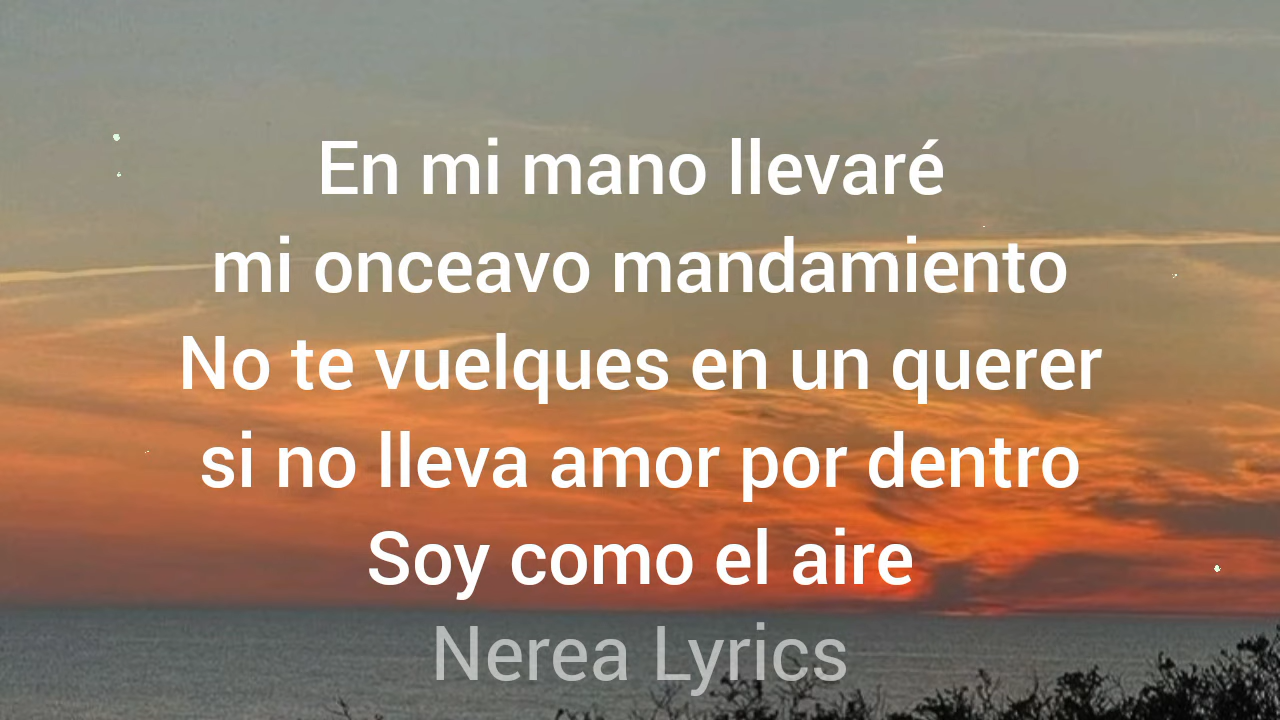 En mi mano llevaré
mi onceavo mandamiento
No te vuelques en un querer
si no lleva amor por dentro
Soy como el aire
Nerea Lyrics